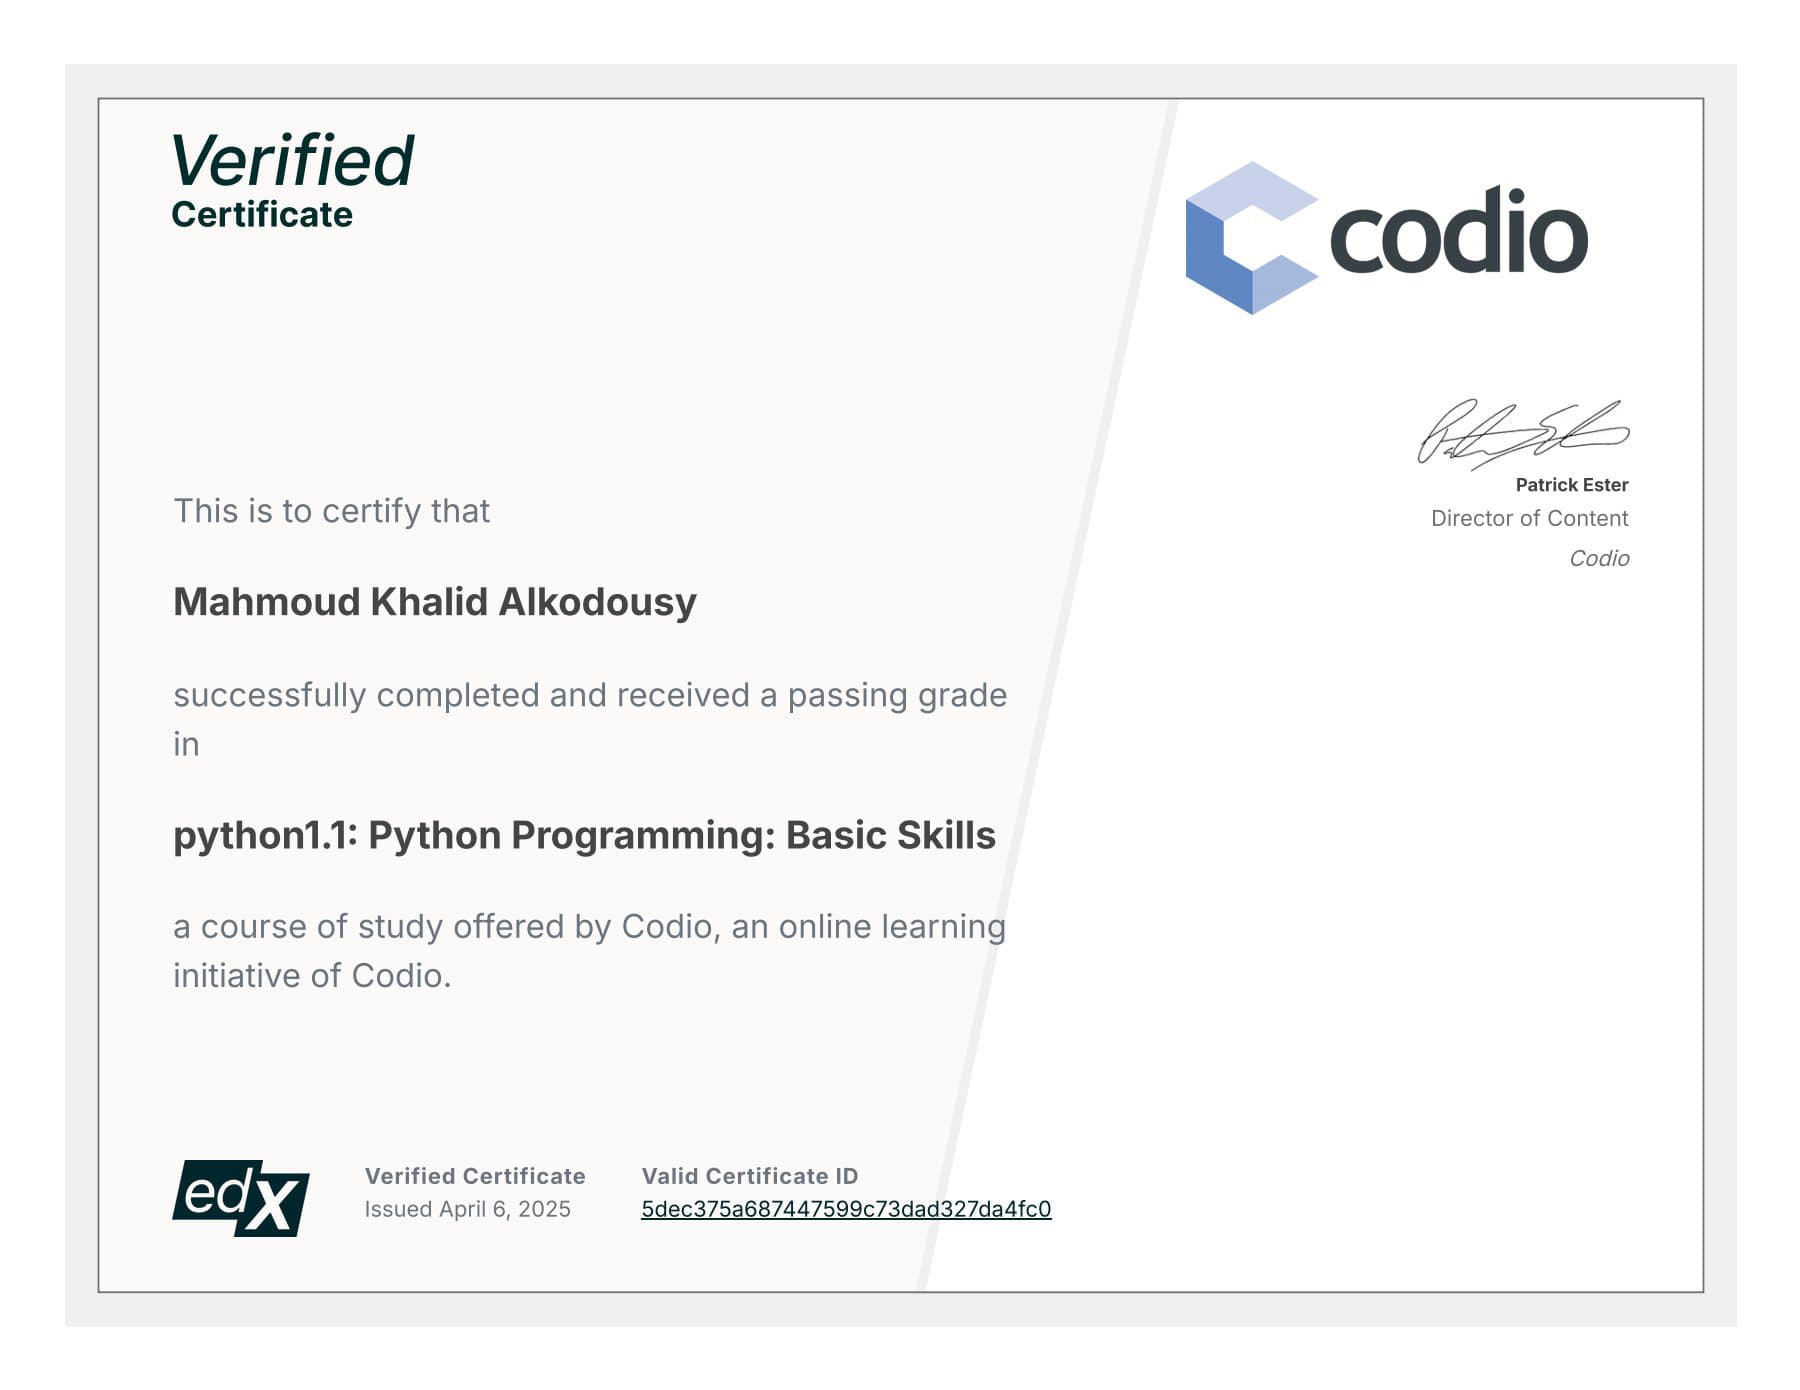 Verified
Certificate
codio
Patrick Ester
Director of Content
Codio
This is to certify that
Mahmoud Khalid Alkodousy
successfully completed and received a passing grade
in
python1.1: Python Programming: Basic Skills
a course of study offered by Codio, an online learning
initiative of Codio.
edX
Verified Certificate
Issued April 6, 2025
Valid Certificate ID
5dec375a687447599c73dad327da4fc0